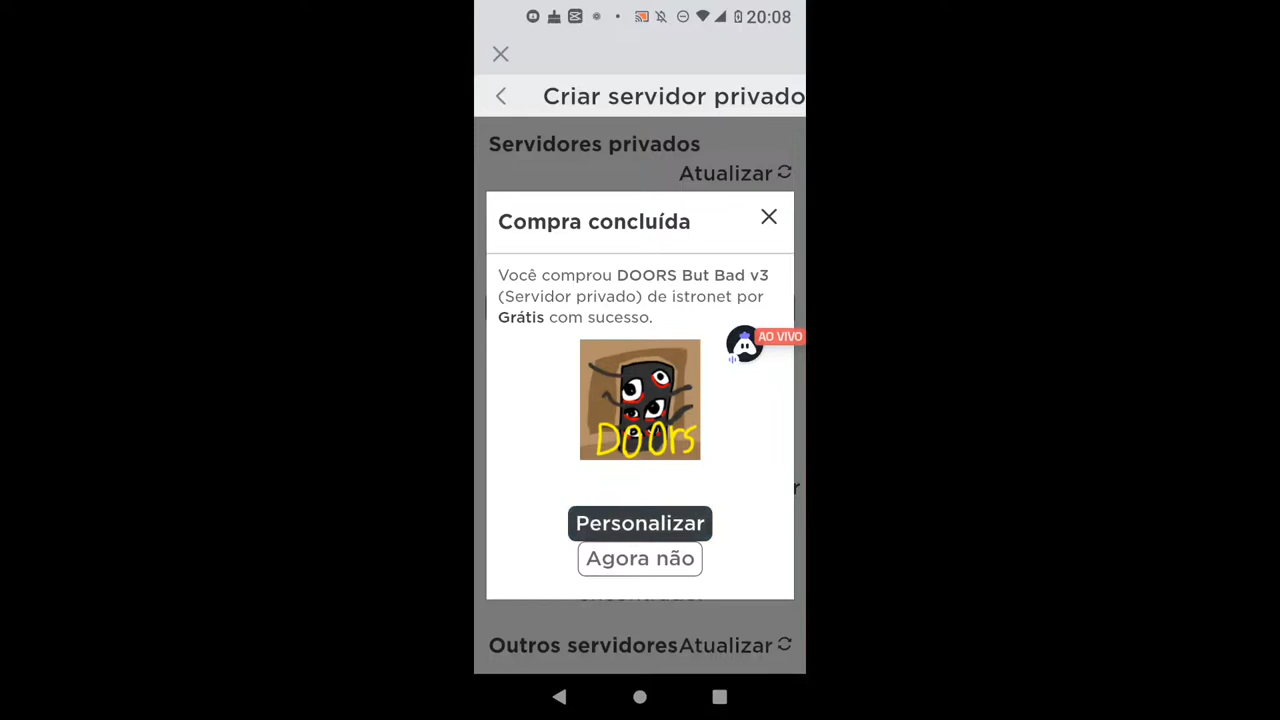 20:08
Criar servidor privado
Servidores privados
Atualizar
Compra concluída
Você comprou DOORS But Bad v3
(Servidor privado) de istronet por
Grátis com sucesso.
AO VIVO
DOOrs
Personalizar
Agora não
Outros servidores
Atualizar